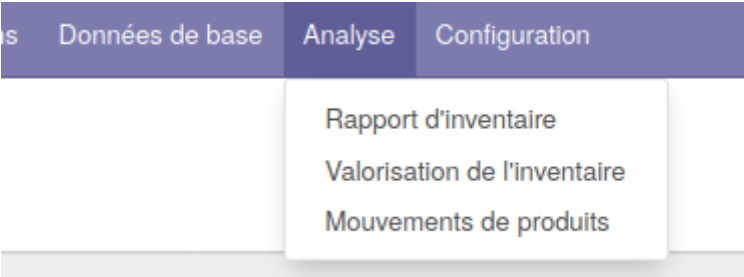 Données de base Analyse Configuration
Rapport d'inventaire
Valorisation de l'inventaire
Mouvements de produits